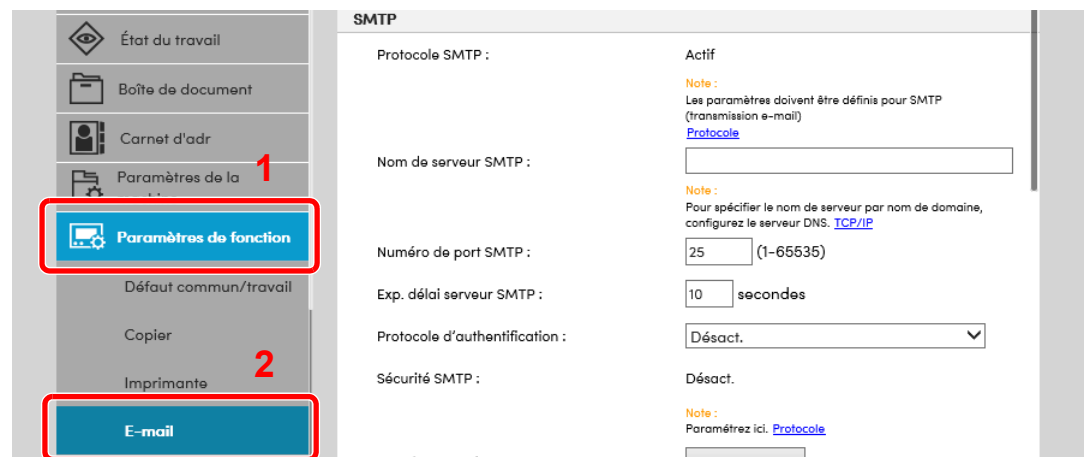 État du travail
Boîte de document
Carnet d'adr
1
Paramètres de la
Paramètres de fonction
Défaut commun/travail
Copier
2
Imprimante
E-mail
SMTP
Protocole SMTP :
Actif
Note :
Les paramètres doivent être définis pour SMTP
(transmission e-mail)
Protocole
Nom de serveur SMTP :
Note :
Pour spécifier le nom de serveur par nom de domaine,
configurez le serveur DNS. TCP/IP
Numéro de port SMTP :
25 (1-65535)
Exp. délai serveur SMTP :
10 secondes
Protocole d'authentification :
Désact.
Sécurité SMTP :
Désact.
Note :
Paramétrez ici. Protocole